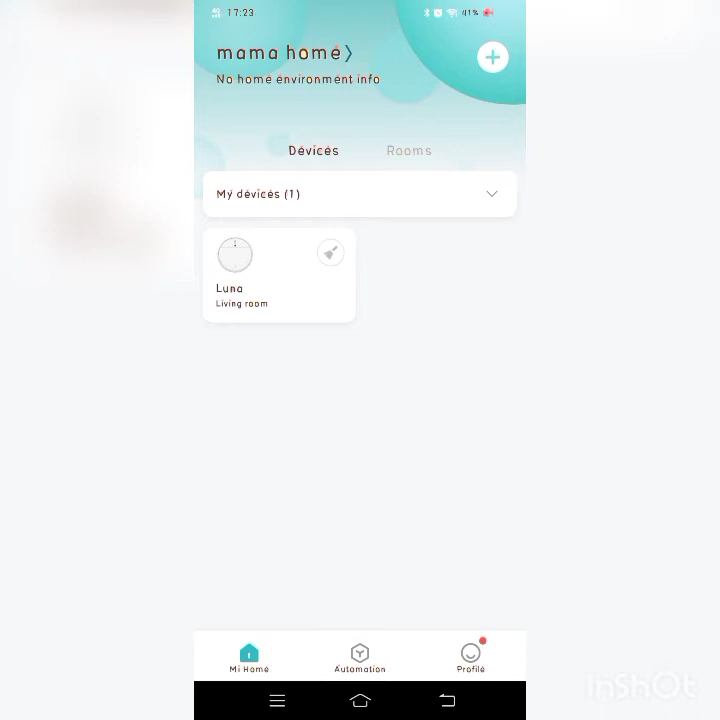 4G 17:23 41%
mama home
No home environment info
Devices Rooms
My devices (1)
Luna
Living room
Mi Home Automation Profile
InShOt